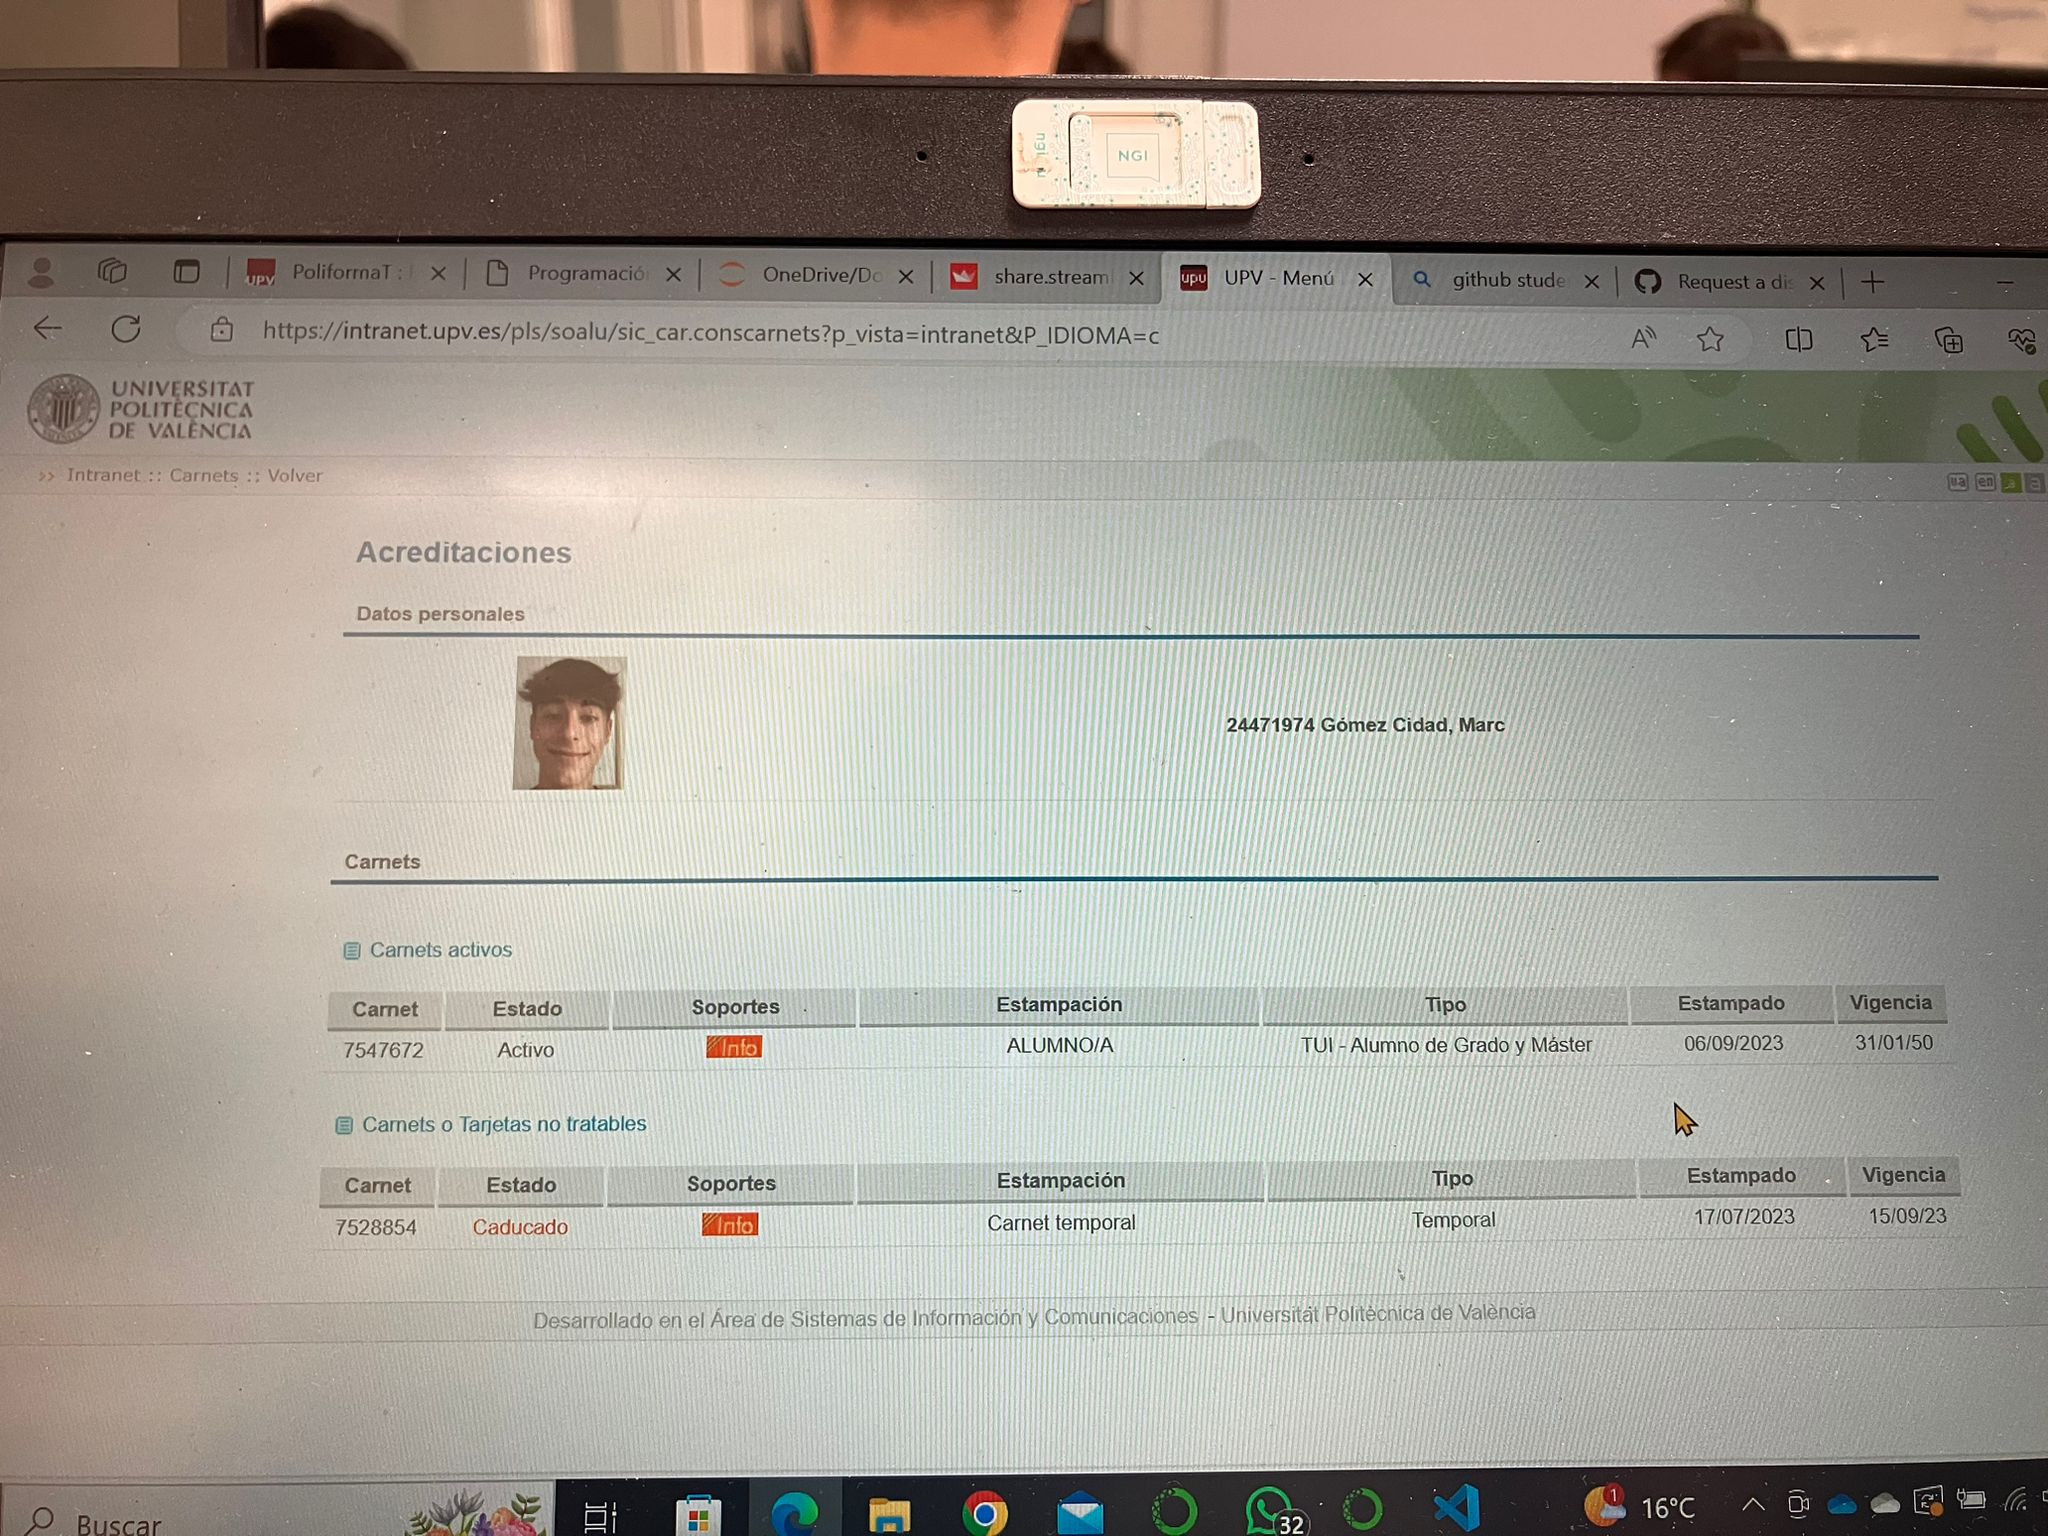 NGI
PoliformaT :
Programació
OneDrive/Do
share.stream
UPV - Menú
github stude
Request a dis
https://intranet.upv.es/pls/soalu/sic_car.conscarnets?p_vista=intranet&P_IDIOMA=c
UNIVERSITAT
POLITÈCNICA
DE VALÈNCIA
>> Intranet :: Carnets :: Volver
Acreditaciones
Datos personales
24471974 Gómez Cidad, Marc
Carnets
Carnets activos
Carnet Estado Soportes Estampación Tipo Estampado Vigencia
7547672 Activo Info ALUMNO/A TUI - Alumno de Grado y Máster 06/09/2023 31/01/50
Carnets o Tarjetas no tratables
Carnet Estado Soportes Estampación Tipo Estampado Vigencia
7528854 Caducado Info Carnet temporal Temporal 17/07/2023 15/09/23
Desarrollado en el Área de Sistemas de Información y Comunicaciones - Universitat Politècnica de València
Buscar
32
1
16°C